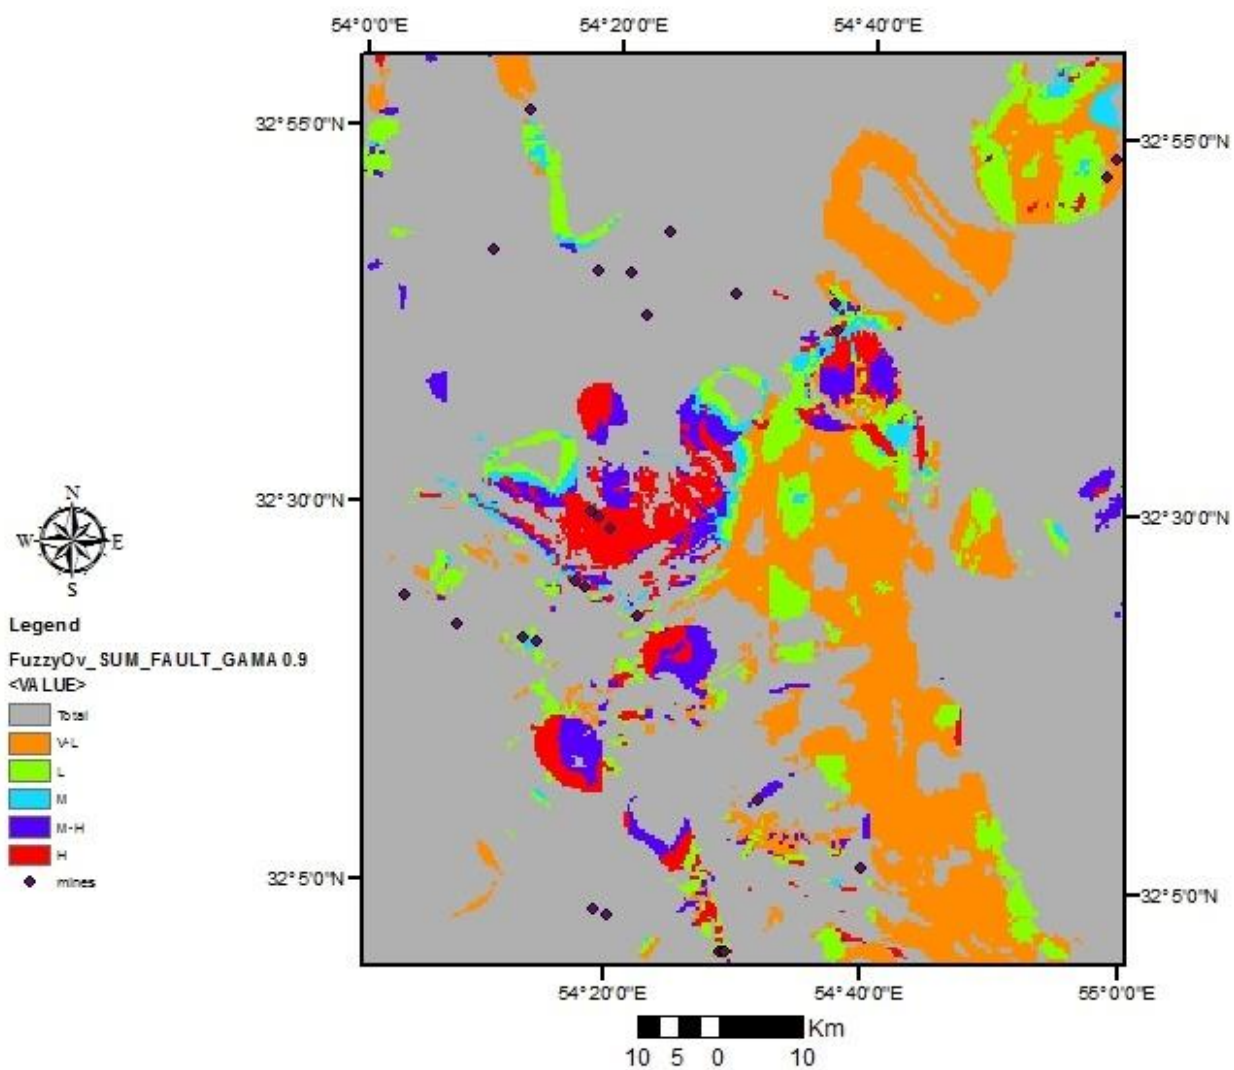 54°0'0"E 54°20'0"E 54°40'0"E
32°55'0"N
32°55'0"N
32°30'0"N
32°30'0"N
N
W E
S
Legend
FuzzyOv_SUM_FAULT_GAMA 0.9
<VALUE>
Total
V-L
L
M
M-H
H
mines
32°5'0"N
32°5'0"N
54°20'0"E 54°40'0"E 55°0'0"E
Km
10 5 0 10